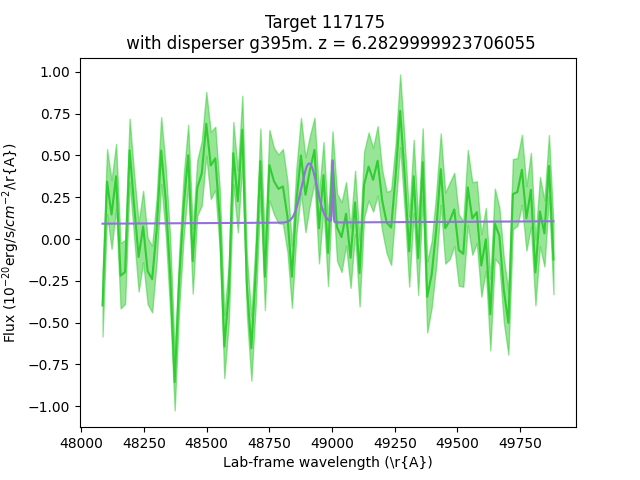 Target 117175
with disperser g395m. z = 6.2829999923706055
Flux (10⁻²⁰erg/s/cm⁻²/\r{A})
1.00
0.75
0.50
0.25
0.00
−0.25
−0.50
−0.75
−1.00
48000 48250 48500 48750 49000 49250 49500 49750
Lab-frame wavelength (\r{A})